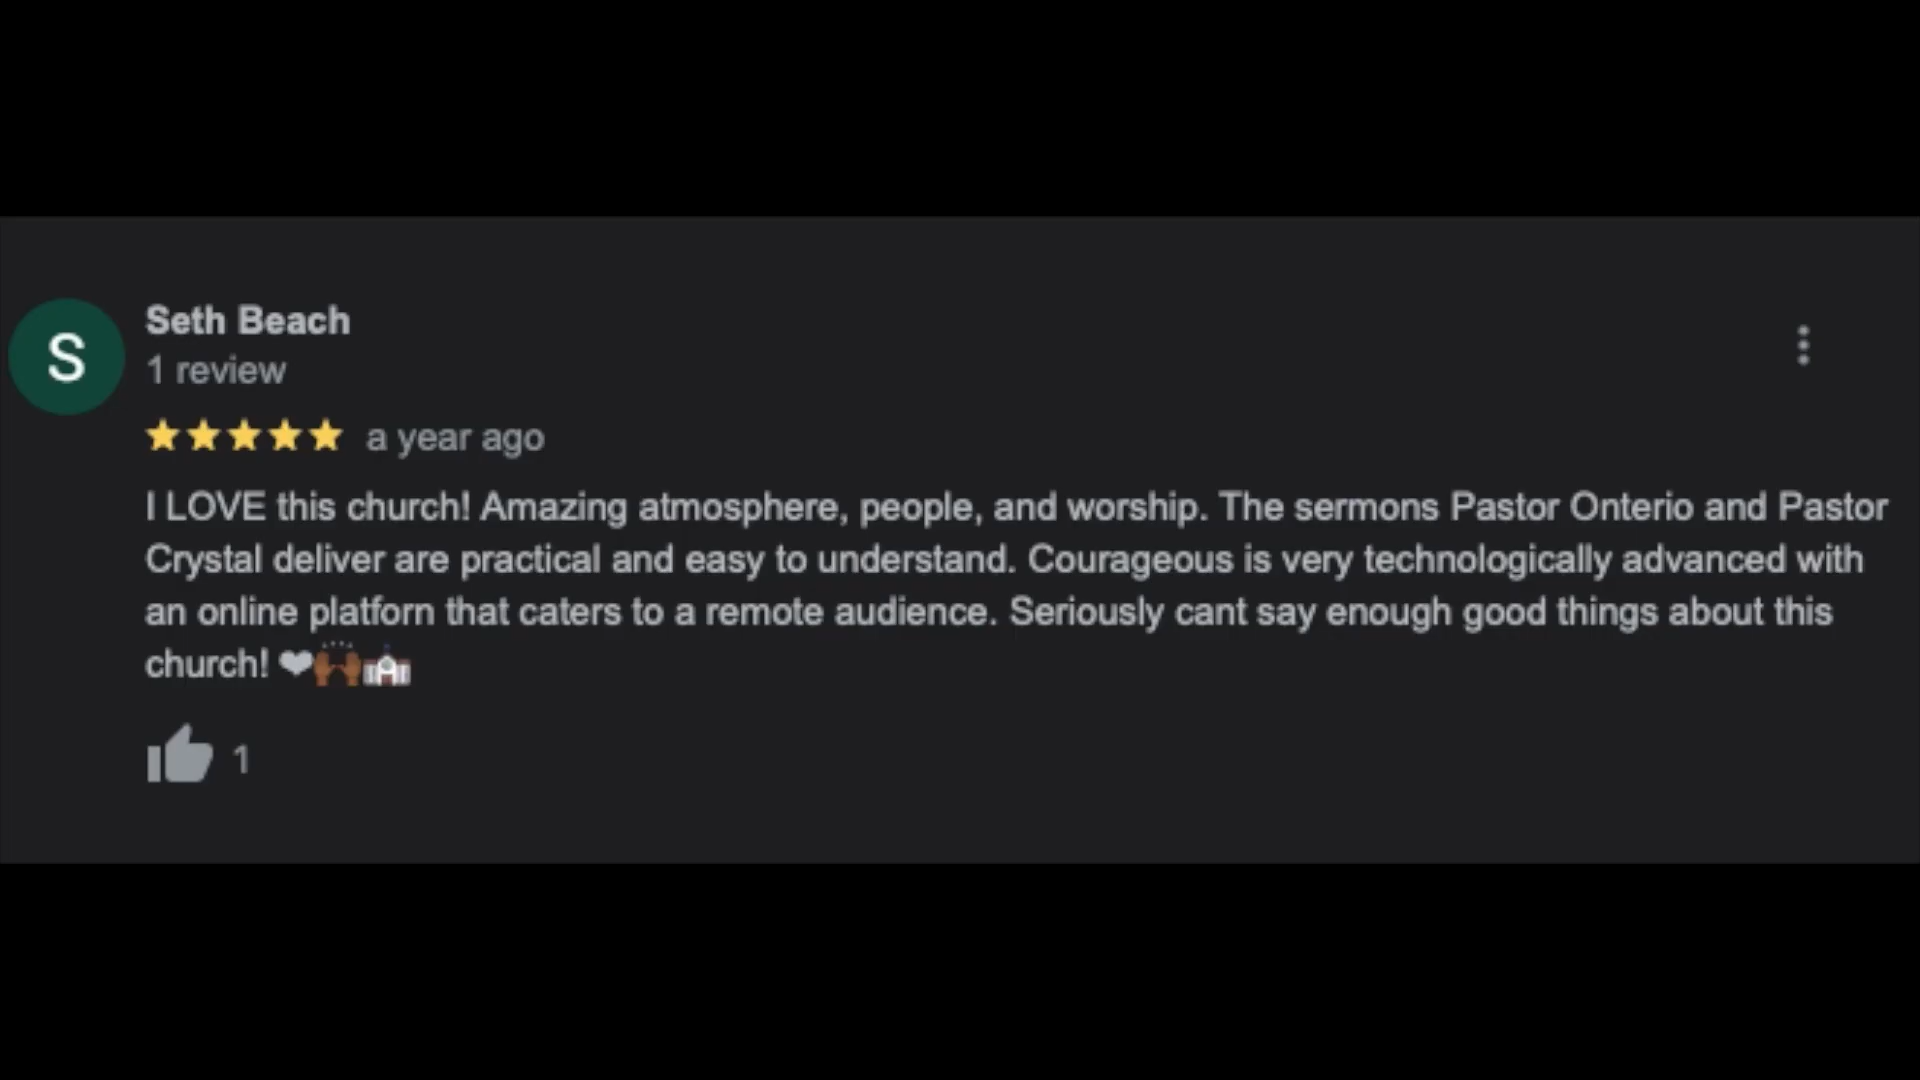 S
Seth Beach
1 review
a year ago
I LOVE this church! Amazing atmosphere, people, and worship. The sermons Pastor Onterio and Pastor
Crystal deliver are practical and easy to understand. Courageous is very technologically advanced with
an online platforn that caters to a remote audience. Seriously cant say enough good things about this
church! ❤🙌🏾🏫
1